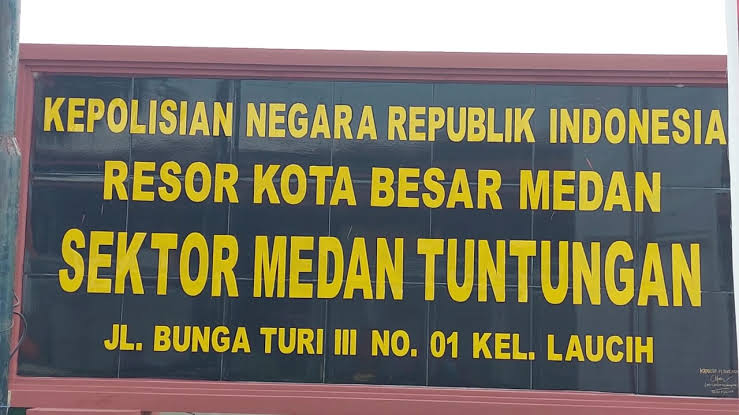 KEPOLISIAN NEGARA REPUBLIK INDONESIA
RESOR KOTA BESAR MEDAN
SEKTOR MEDAN TUNTUNGAN
JL. BUNGA TURI III NO. 01 KEL. LAUCIH